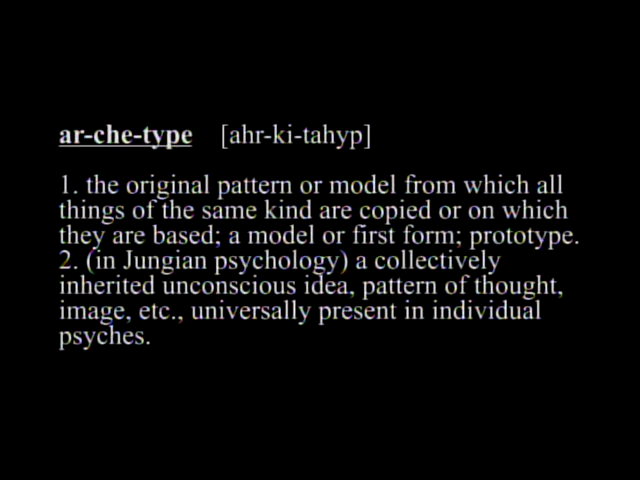 ar-che-type [ahr-ki-tahyp]
1. the original pattern or model from which all
things of the same kind are copied or on which
they are based; a model or first form; prototype.
2. (in Jungian psychology) a collectively
inherited unconscious idea, pattern of thought,
image, etc., universally present in individual
psyches.